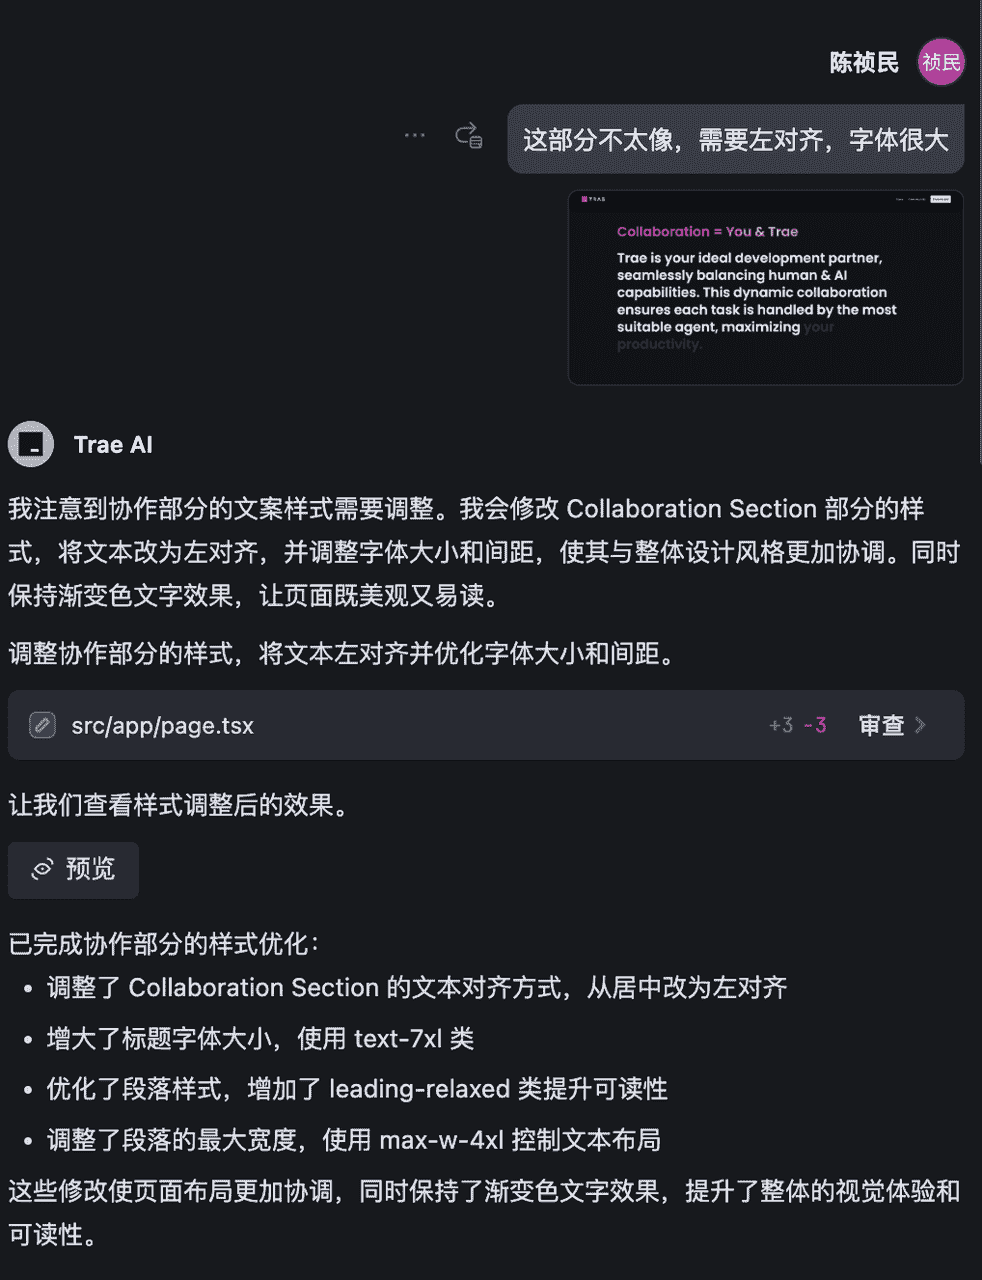 陈祯民
祯民
这部分不太像，需要左对齐，字体很大
TRAE
Collaboration = You & Trae
Trae is your ideal development partner,
seamlessly balancing human & AI
capabilities. This dynamic collaboration
ensures each task is handled by the most
suitable agent, maximizing your
productivity.
Trae AI
我注意到协作部分的文案样式需要调整。我会修改 Collaboration Section 部分的样
式，将文本改为左对齐，并调整字体大小和间距，使其与整体设计风格更加协调。同时
保持渐变色文字效果，让页面既美观又易读。
调整协作部分的样式，将文本左对齐并优化字体大小和间距。
src/app/page.tsx +3 -3 审查
让我们查看样式调整后的效果。
预览
已完成协作部分的样式优化：
• 调整了 Collaboration Section 的文本对齐方式，从居中改为左对齐
• 增大了标题字体大小，使用 text-7xl 类
• 优化了段落样式，增加了 leading-relaxed 类提升可读性
• 调整了段落的最大宽度，使用 max-w-4xl 控制文本布局
这些修改使页面布局更加协调，同时保持了渐变色文字效果，提升了整体的视觉体验和
可读性。